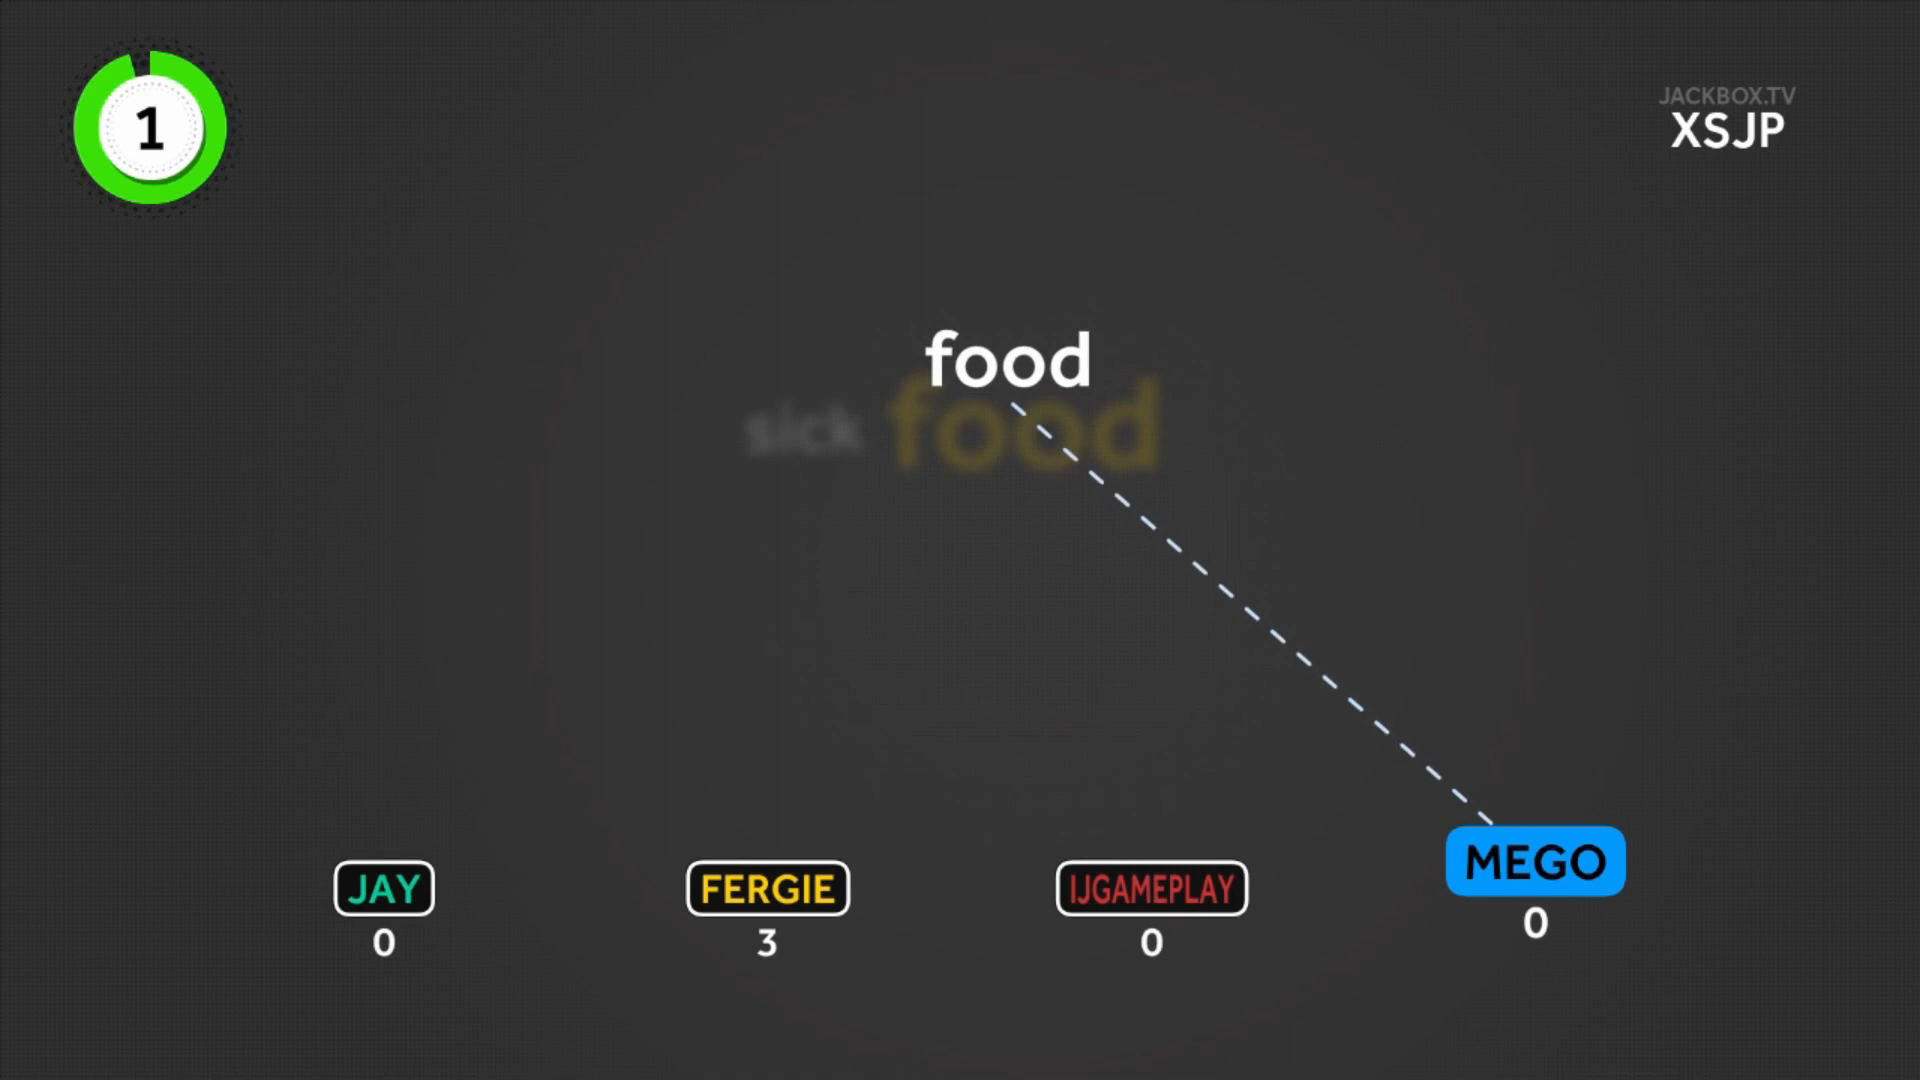 1
JACKBOX.TV
XSJP
food
sick food
JAY
FERGIE
IJGAMEPLAY
MEGO
0
3
0
0